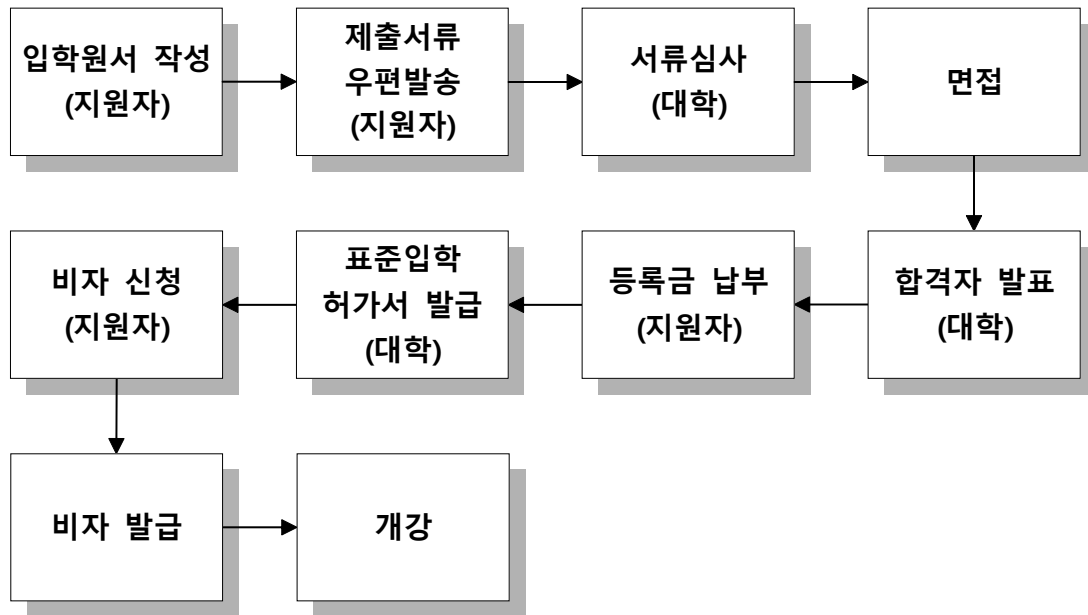 입학원서 작성
(지원자)
제출서류
우편발송
(지원자)
서류심사
(대학)
면접
합격자 발표
(대학)
등록금 납부
(지원자)
표준입학
허가서 발급
(대학)
비자 신청
(지원자)
비자 발급
개강